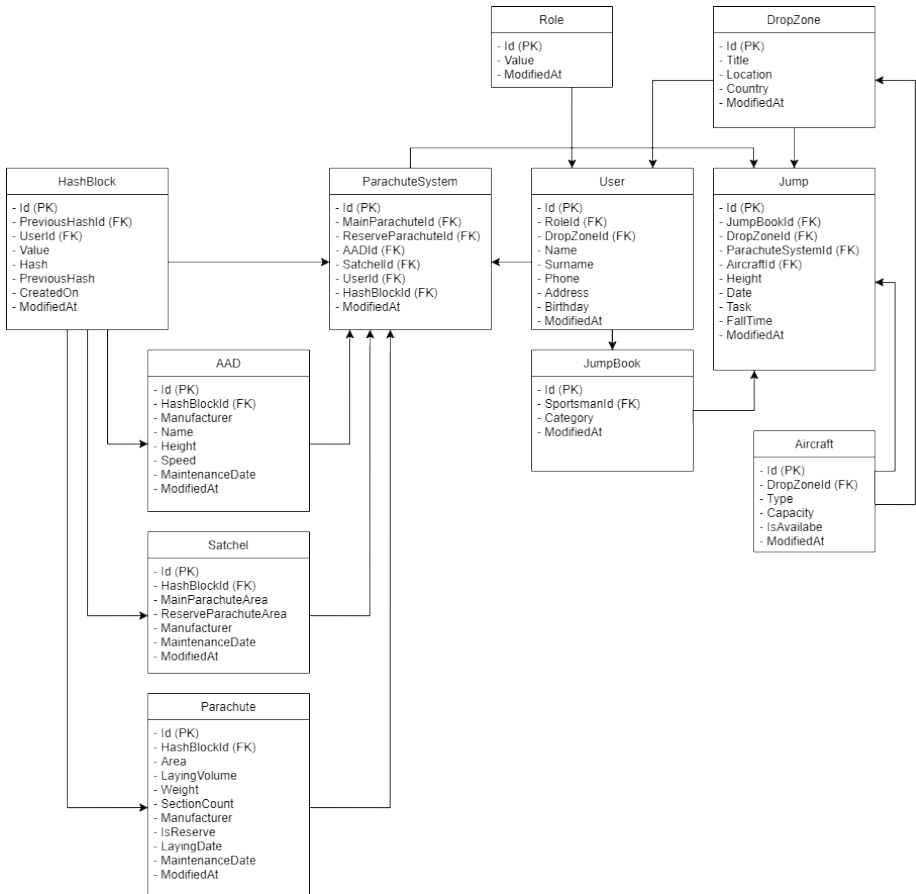 Role
- Id (PK)
- Value
- ModifiedAt
DropZone
- Id (PK)
- Title
- Location
- Country
- ModifiedAt
HashBlock
- Id (PK)
- PreviousHashId (FK)
- UserId (FK)
- Value
- Hash
- PreviousHash
- CreatedOn
- ModifiedAt
ParachuteSystem
- Id (PK)
- MainParachuteId (FK)
- ReserveParachuteId (FK)
- AADId (FK)
- SatchelId (FK)
- UserId (FK)
- HashBlockId (FK)
- ModifiedAt
User
- Id (PK)
- RoleId (FK)
- DropZoneId (FK)
- Name
- Surname
- Phone
- Address
- Birthday
- ModifiedAt
Jump
- Id (PK)
- JumpBookId (FK)
- DropZoneId (FK)
- ParachuteSystemId (FK)
- AircraftId (FK)
- Height
- Date
- Task
- FallTime
- ModifiedAt
AAD
- Id (PK)
- HashBlockId (FK)
- Manufacturer
- Name
- Height
- Speed
- MaintenanceDate
- ModifiedAt
JumpBook
- Id (PK)
- SportsmanId (FK)
- Category
- ModifiedAt
Aircraft
- Id (PK)
- DropZoneId (FK)
- Type
- Capacity
- IsAvailabe
- ModifiedAt
Satchel
- Id (PK)
- HashBlockId (FK)
- MainParachuteArea
- ReserveParachuteArea
- Manufacturer
- MaintenanceDate
- ModifiedAt
Parachute
- Id (PK)
- HashBlockId (FK)
- Area
- LayingVolume
- Weight
- SectionCount
- Manufacturer
- IsReserve
- LayingDate
- MaintenanceDate
- ModifiedAt